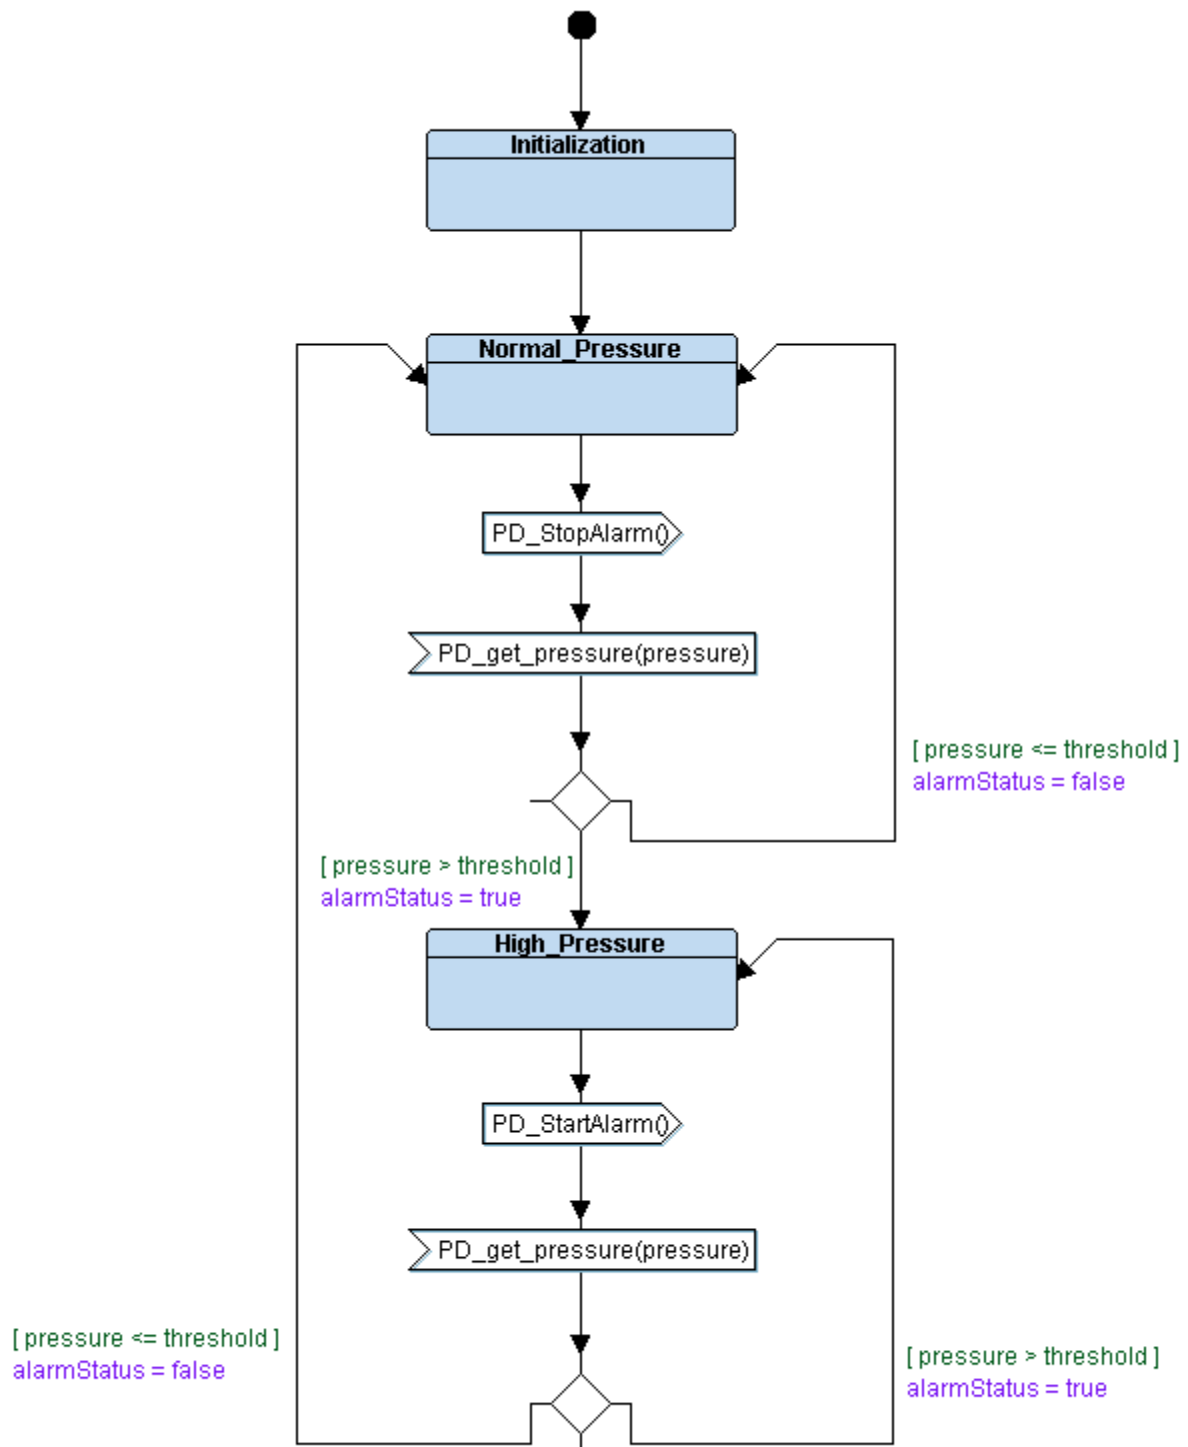 Initialization
Normal_Pressure
PD_StopAlarm()
PD_get_pressure(pressure)
[ pressure <= threshold ]
alarmStatus = false
[ pressure > threshold ]
alarmStatus = true
High_Pressure
PD_StartAlarm()
PD_get_pressure(pressure)
[ pressure <= threshold ]
alarmStatus = false
[ pressure > threshold ]
alarmStatus = true